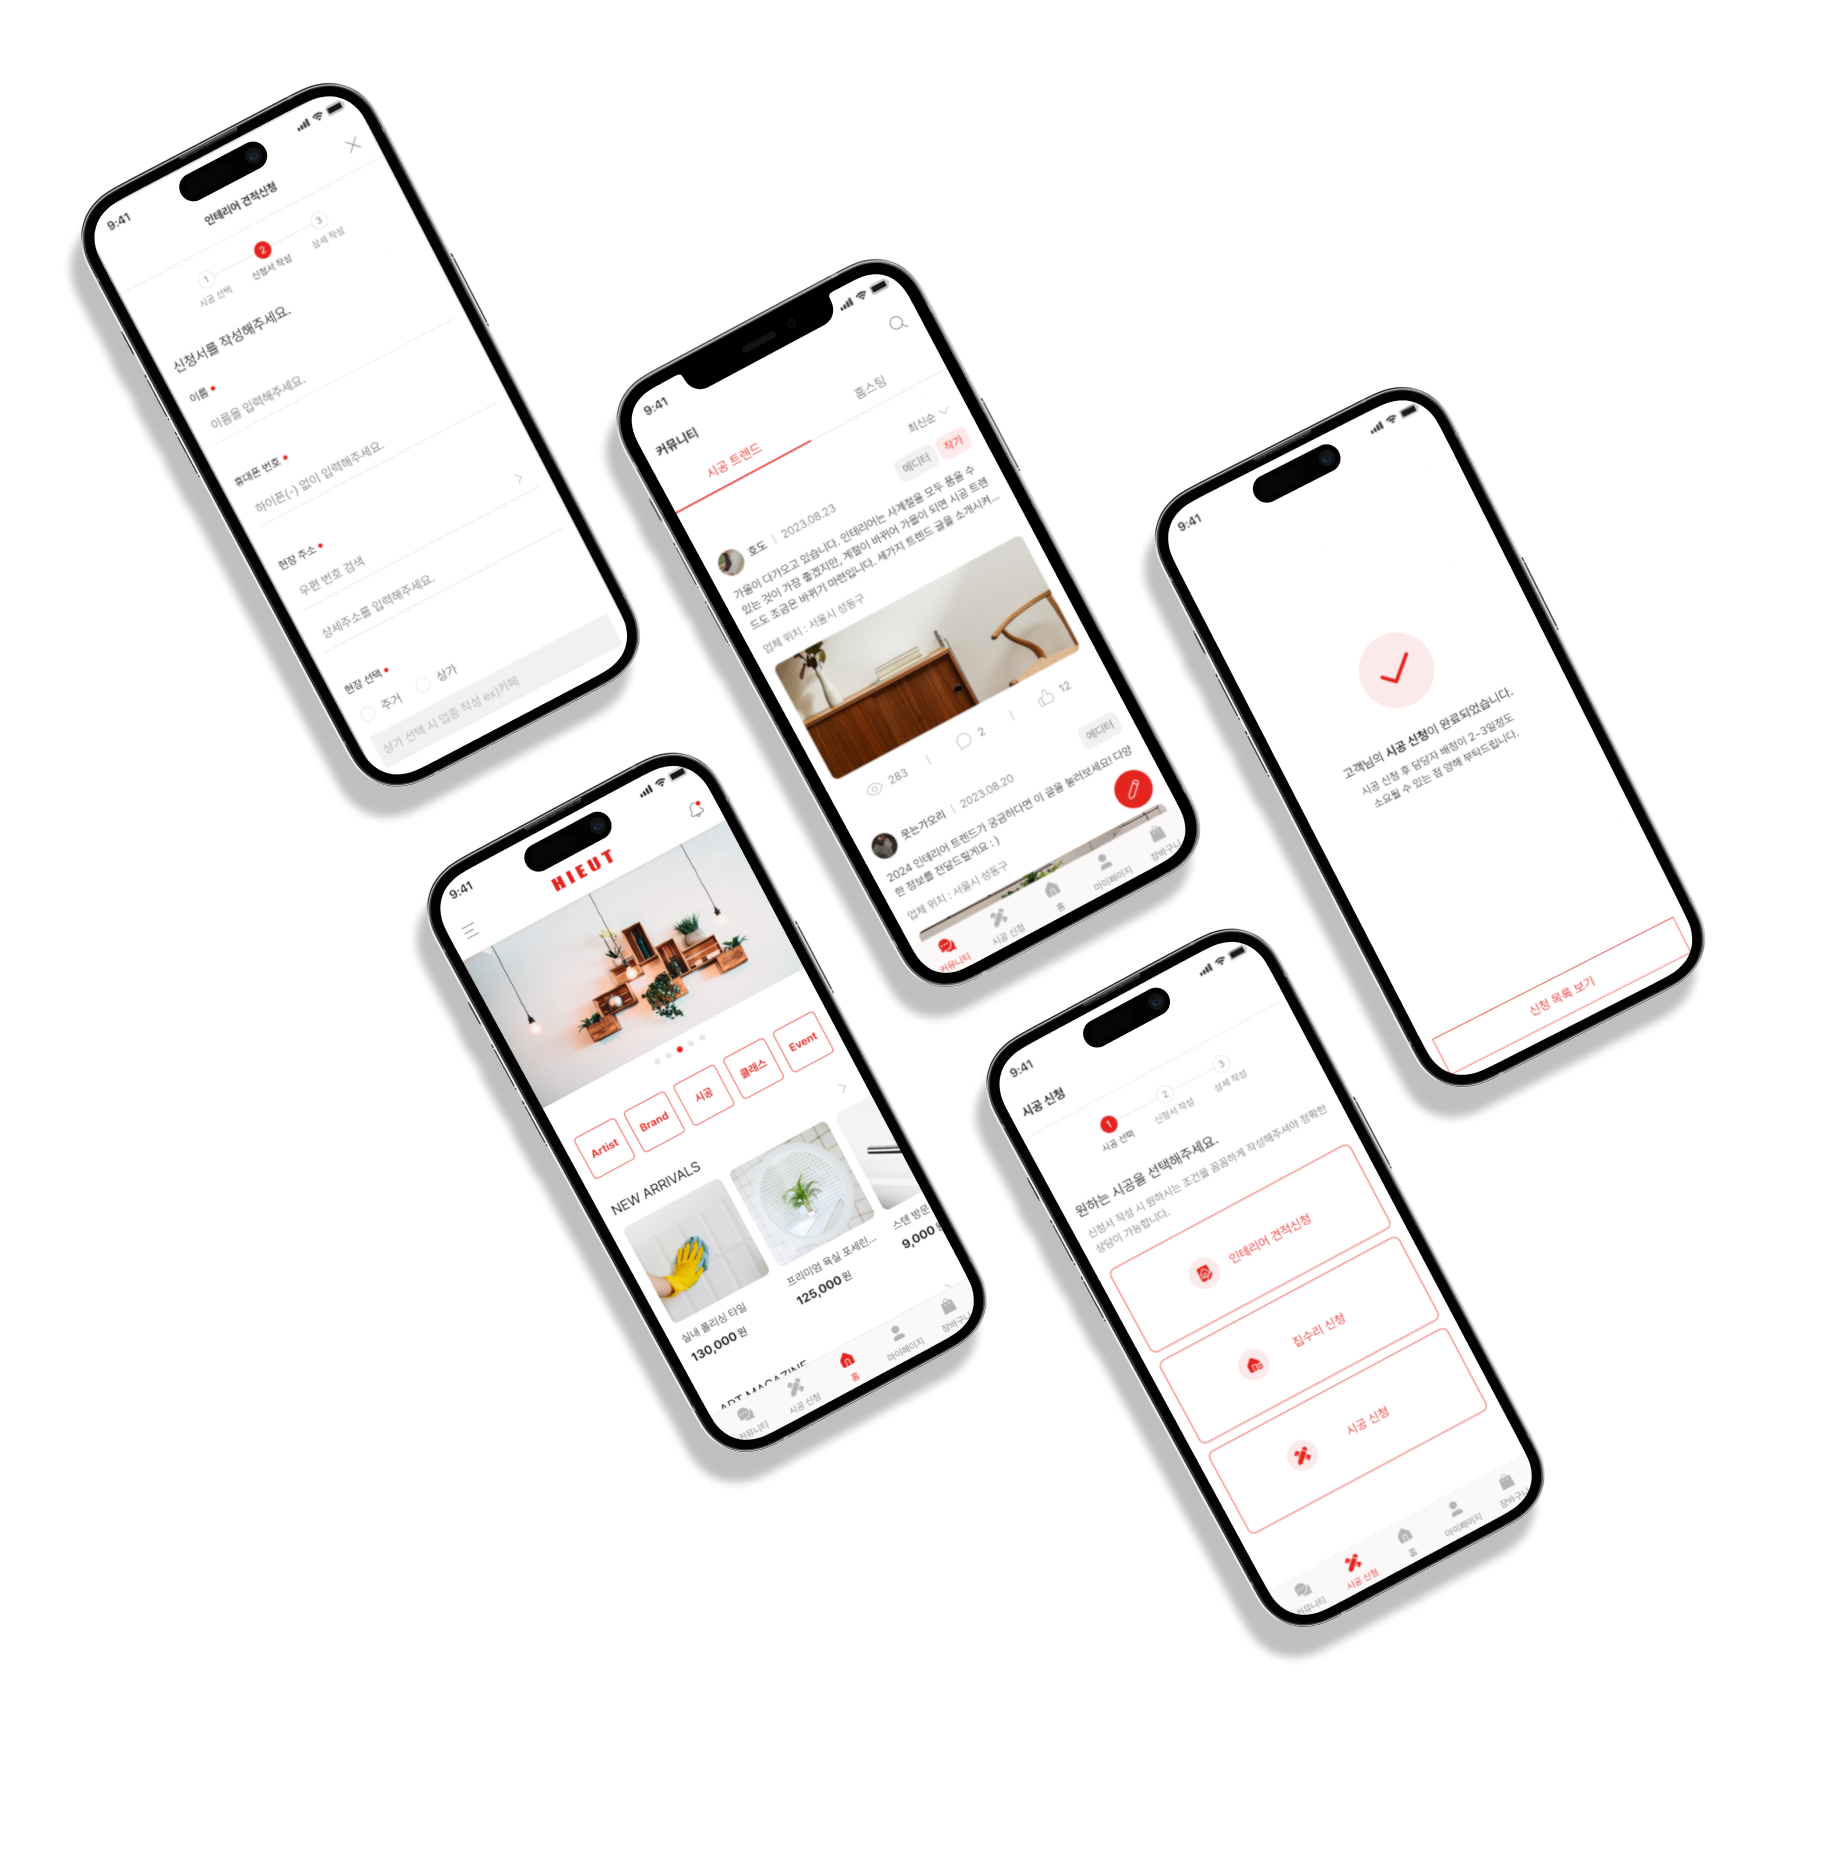 9:41
인테리어 견적신청
1
2
3
시공 선택
신청서 작성
상세 작성
신청서를 작성해주세요.
이름
이름을 입력해주세요.
휴대폰 번호
하이픈(-) 없이 입력해주세요.
현장 주소
우편 번호 검색
상세주소를 입력해주세요.
현장 선택
주거
상가
상가 선택 시 업종 작성 ex)카페
9:41
커뮤니티
시공 트렌드
홈스팅
최신순
에디터
작가
호도 | 2023.08.23
가을이 다가오고 있습니다. 인테리어는 사계절을 모두 품을 수
있는 것이 가장 좋겠지만, 계절이 바뀌어 가을이 되면 시공 트렌
드도 조금은 바뀌기 마련입니다. 세가지 트렌드 글을 소개시켜...
업체 위치 : 서울시 성동구
283
2
12
에디터
웃는가오리 | 2023.08.20
2024 인테리어 트렌드가 궁금하다면 이 글을 눌러보세요! 다양
한 정보를 전달드릴게요 : )
업체 위치 : 서울시 성동구
커뮤니티
시공 신청
홈
마이페이지
장바구니
9:41
고객님의 시공 신청이 완료되었습니다.
시공 신청 후 담당자 배정이 2-3일정도
소요될 수 있는 점 양해 부탁드립니다.
신청 목록 보기
9:41
HIEUT
Artist
Brand
시공
클래스
Event
NEW ARRIVALS
실내 폴리싱 타일
130,000원
프리미엄 욕실 포세린...
125,000원
스텐 방문
9,000원
ART MAGAZINE
커뮤니티
시공 신청
홈
마이페이지
장바구니
9:41
시공 신청
1
2
3
시공 선택
신청서 작성
상세 작성
원하는 시공을 선택해주세요.
신청서 작성 시 원하시는 조건을 꼼꼼하게 작성해주셔야 정확한
상담이 가능합니다.
인테리어 견적신청
집수리 신청
시공 신청
커뮤니티
시공 신청
홈
마이페이지
장바구니